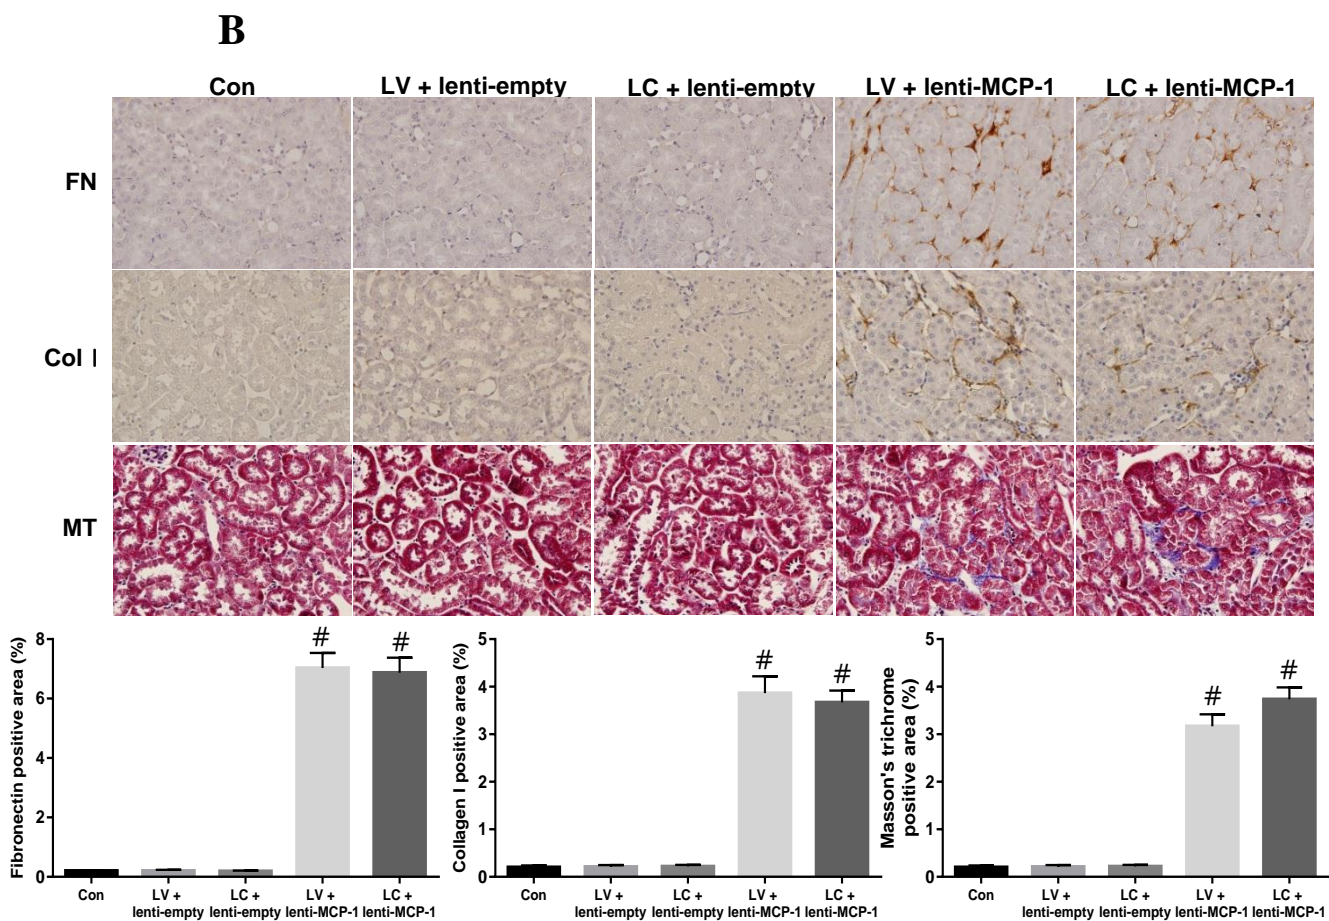 B
Con LV + lenti-empty LC + lenti-empty LV + lenti-MCP-1 LC + lenti-MCP-1
FN
Col I
MT
Fibronectin positive area (%)
8
6
4
2
0
# #
Con LV + lenti-empty LC + lenti-empty LV + lenti-MCP-1 LC + lenti-MCP-1
Collagen I positive area (%)
5
4
3
2
1
0
# #
Con LV + lenti-empty LC + lenti-empty LV + lenti-MCP-1 LC + lenti-MCP-1
Masson's trichrome
positive area (%)
5
4
3
2
1
0
# #
Con LV + lenti-empty LC + lenti-empty LV + lenti-MCP-1 LC + lenti-MCP-1